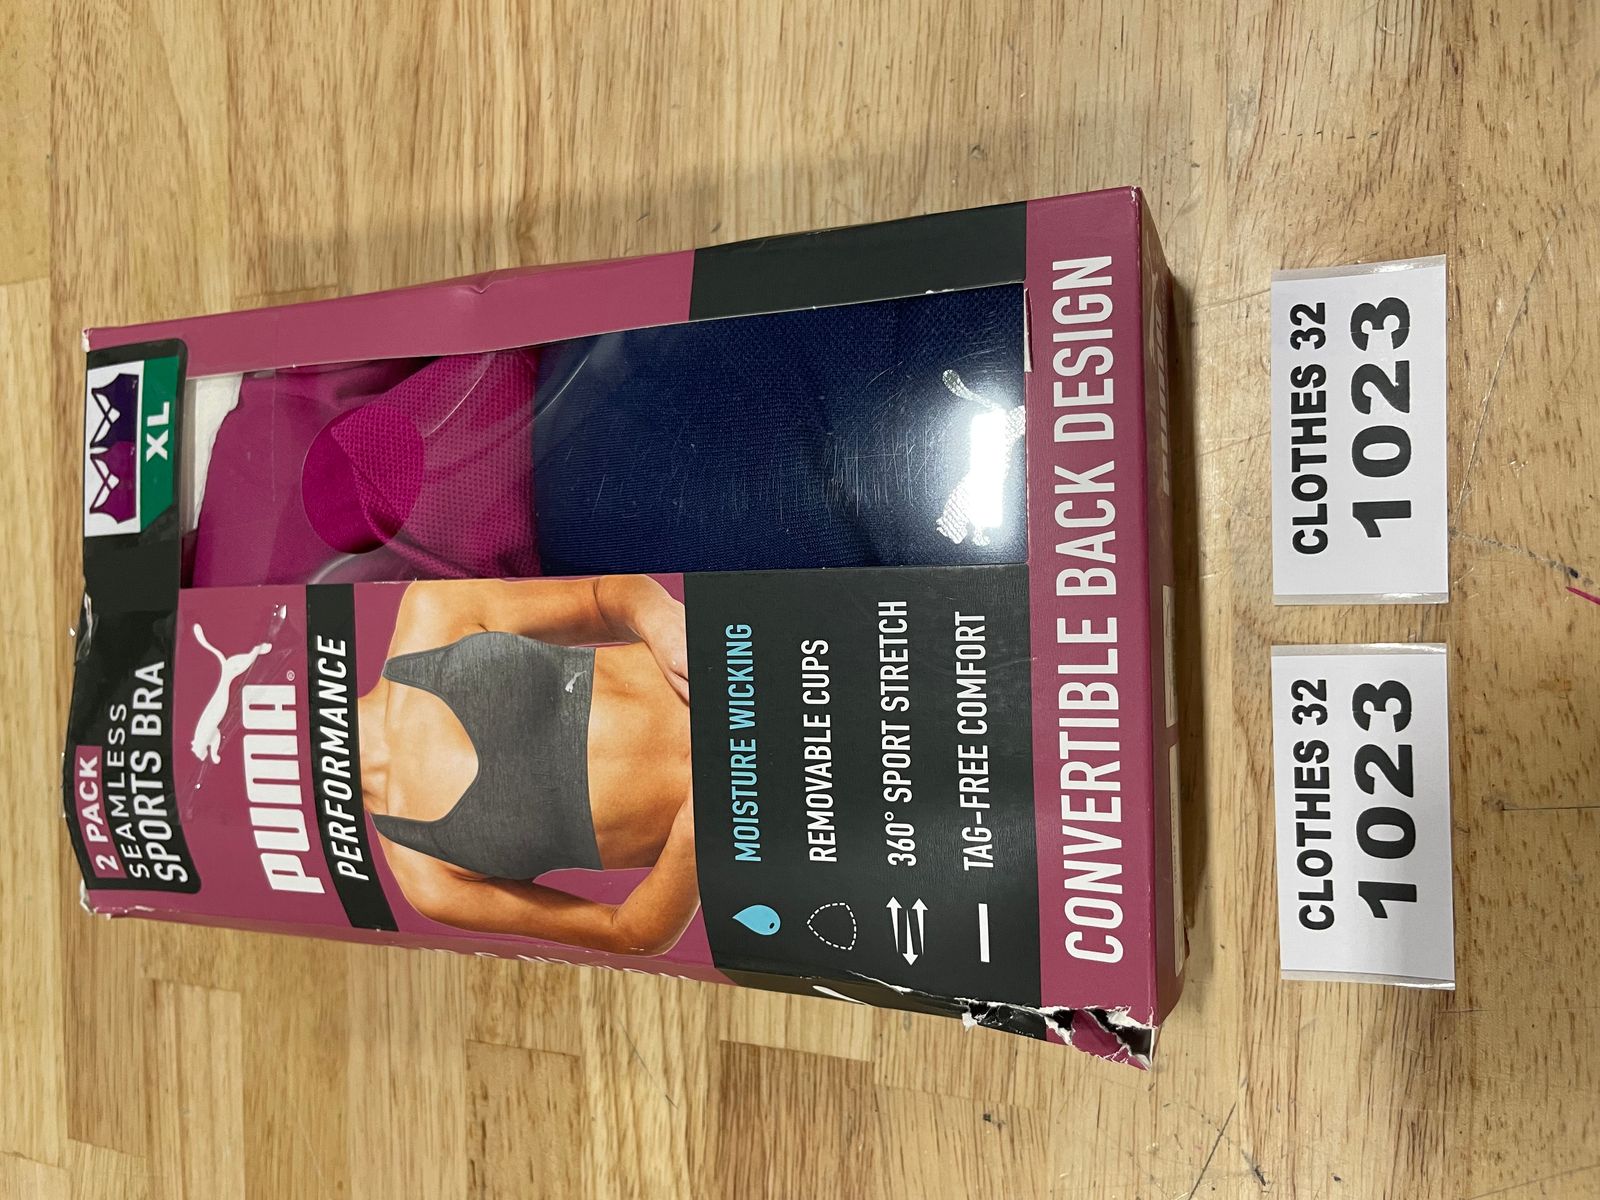 2 PACK
SEAMLESS
SPORTS BRA
XL
PUMA®
PERFORMANCE
MOISTURE WICKING
REMOVABLE CUPS
360° SPORT STRETCH
TAG-FREE COMFORT
CONVERTIBLE BACK DESIGN
CLOTHES 32
1023
CLOTHES 32
1023